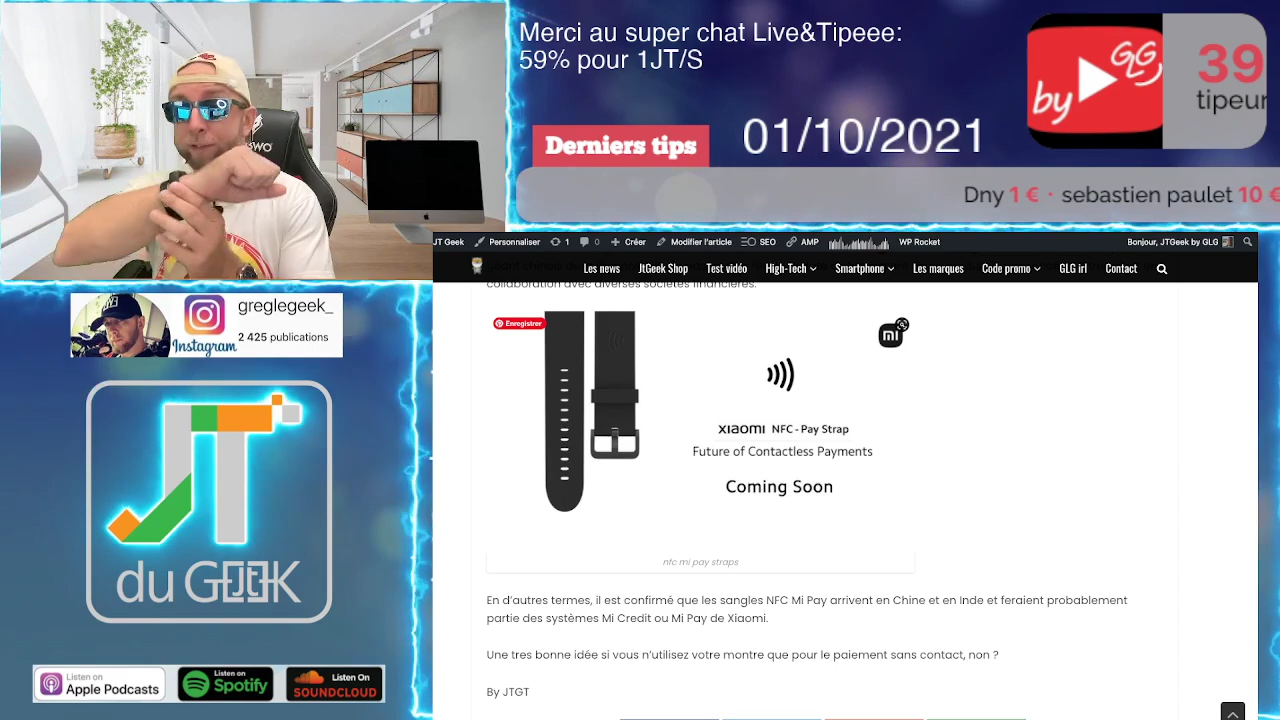 Merci au super chat Live&Tipeee:
59% pour 1JT/S
by GLG
39
tipeur
Derniers tips
01/10/2021
Dny 1 € · sebastien paulet 10 €
JT Geek Personnaliser 1 0 Créer Modifier l'article SEO AMP WP Rocket Bonjour, JTGeek by GLG
Les news JtGeek Shop Test vidéo High-Tech Smartphone Les marques Code promo GLG irl Contact
collaboration avec diverses sociétés financières.
greglegeek_
Instagram
2 425 publications
Enregistrer
mi
xiaomi NFC - Pay Strap
Future of Contactless Payments
Coming Soon
nfc mi pay straps
En d'autres termes, il est confirmé que les sangles NFC Mi Pay arrivent en Chine et en Inde et feraient probablement
partie des systèmes Mi Credit ou Mi Pay de Xiaomi.
Une tres bonne idée si vous n'utilisez votre montre que pour le paiement sans contact, non ?
By JTGT
JT
du GEEK
Listen on
Apple Podcasts
Listen on
Spotify
Listen On
SOUNDCLOUD